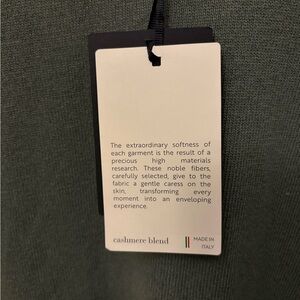 The extraordinary softness of
each garment is the result of a
precious high materials
research. These noble fibers,
carefully selected, give to the
fabric a gentle caress on the
skin, transforming every
moment into an enveloping
experience.
cashmere blend
MADE IN
ITALY